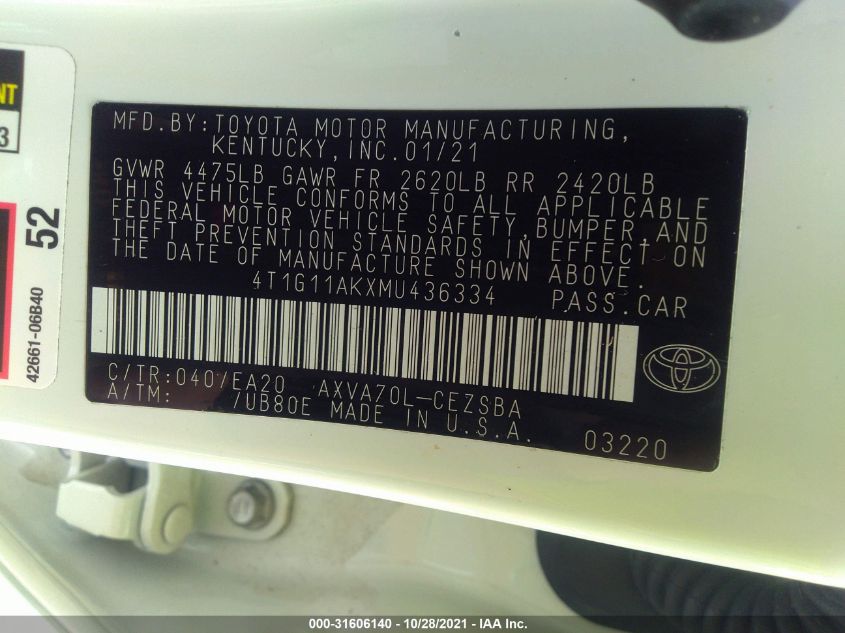 NT
3
52
42661-06B40
MFD.BY:TOYOTA MOTOR MANUFACTURING,
KENTUCKY,INC.01/21
GVWR 4475LB GAWR FR 2620LB RR 2420LB
THIS VEHICLE CONFORMS TO ALL APPLICABLE
FEDERAL MOTOR VEHICLE SAFETY,BUMPER,AND
THEFT PREVENTION STANDARDS IN EFFECT ON
THE DATE OF MANUFACTURE SHOWN ABOVE.
4T1G11AKXMU436334 PASS.CAR
C/TR:040/EA20 AXVA70L-CEZSBA
A/TM: /UB80E MADE IN U.S.A. 03220
000-31606140 - 10/28/2021 - IAA Inc.